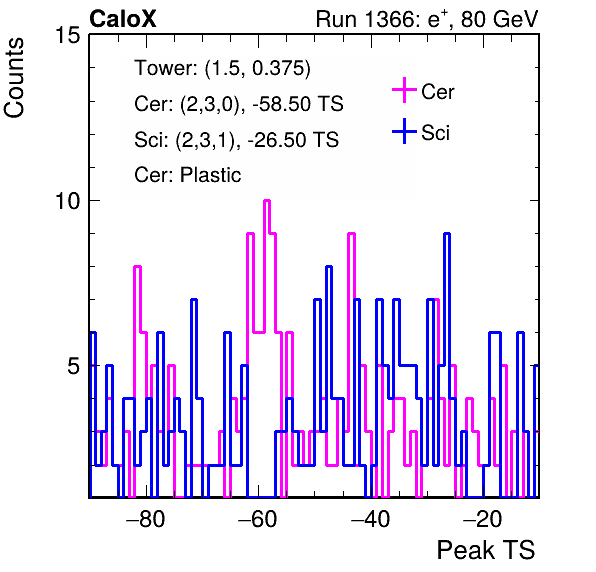 CaloX
Run 1366: e+, 80 GeV
Counts
15
10
5
Tower: (1.5, 0.375)
Cer: (2,3,0), -58.50 TS
Sci: (2,3,1), -26.50 TS
Cer: Plastic
Cer
Sci
−80
−60
−40
−20
Peak TS